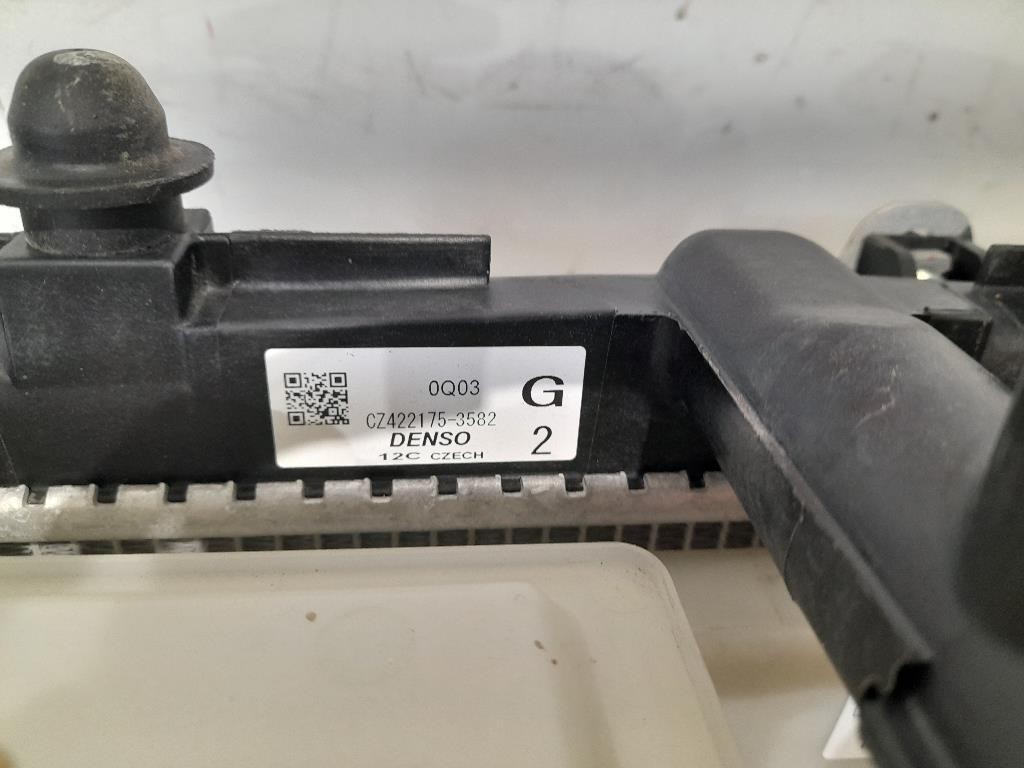 0Q03 G
CZ422175-3582
DENSO 2
12C CZECH